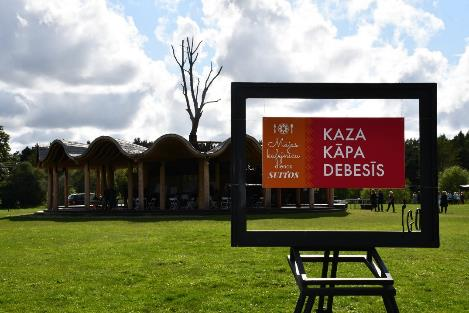 Mājas
kafejnīcu
dienas
SUITOS
KAZA
KĀPA
DEBESĪS